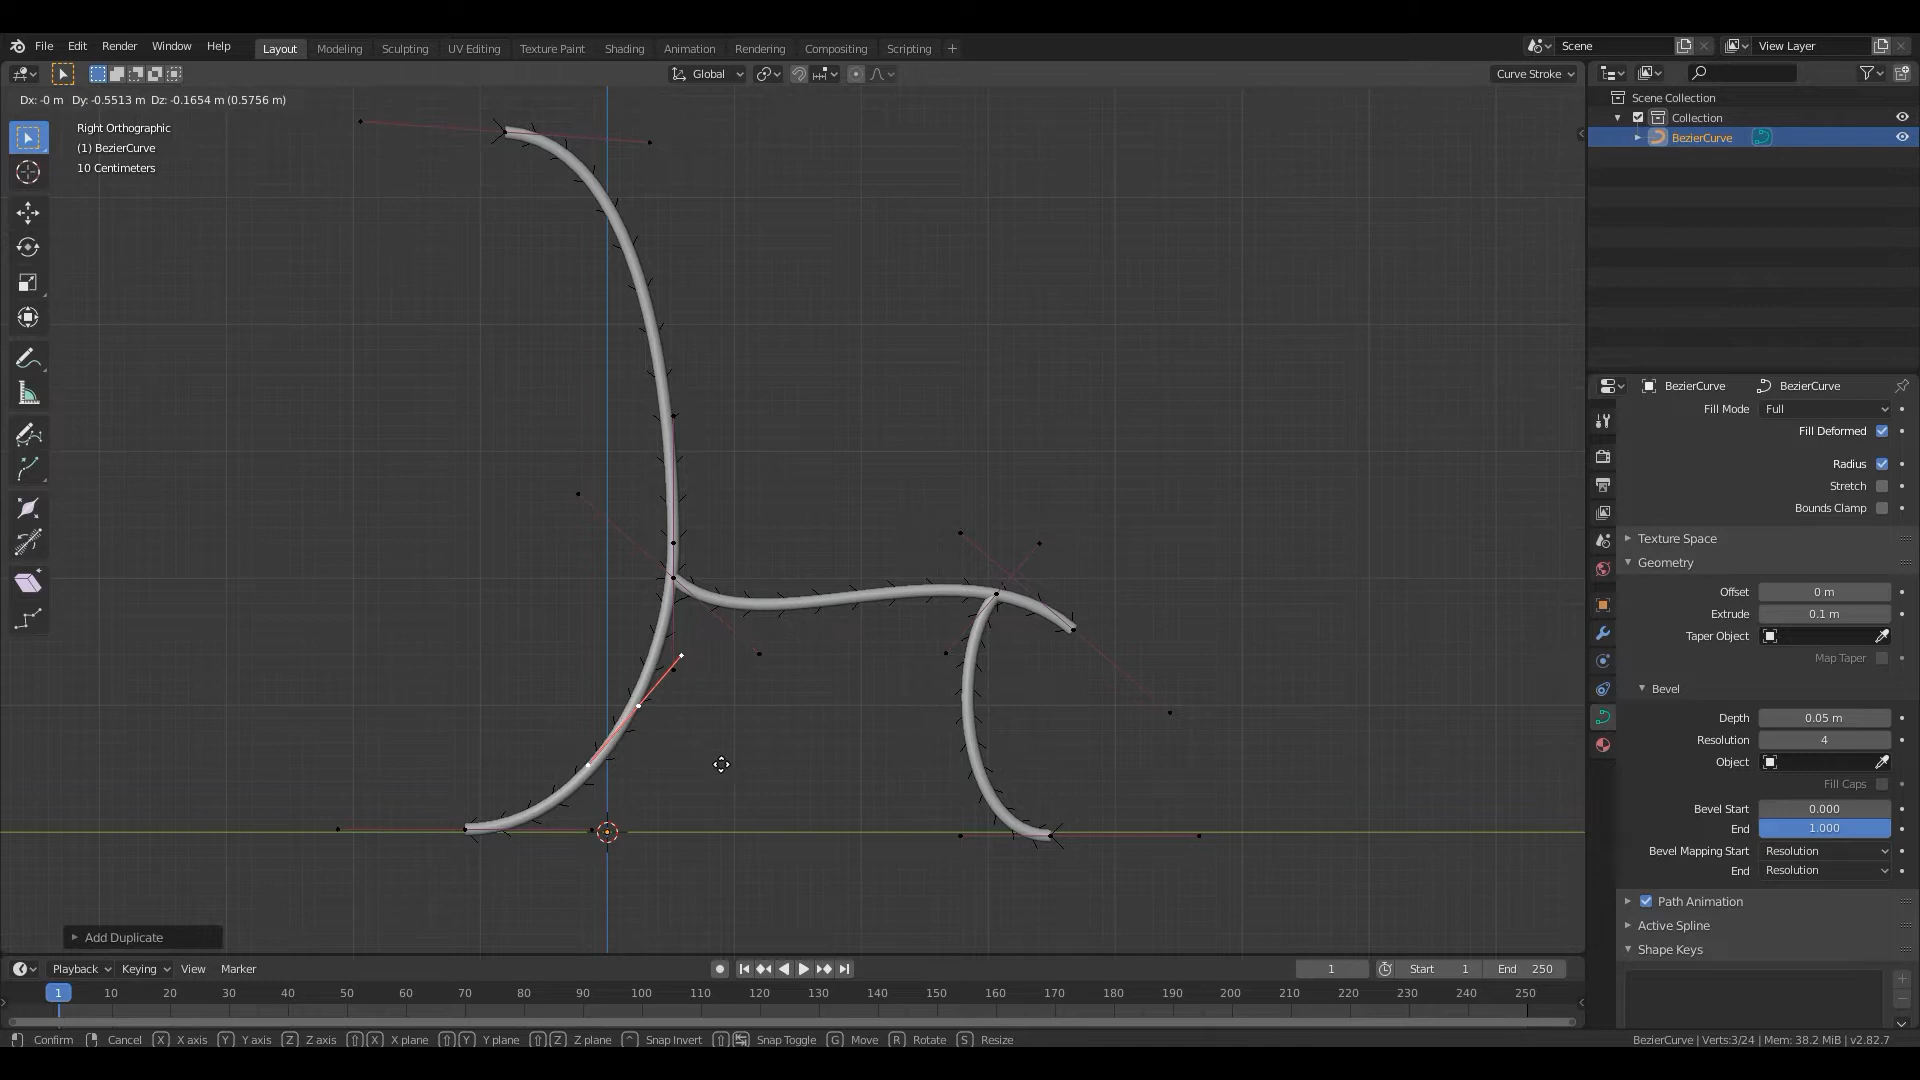 File Edit Render Window Help Layout Modeling Sculpting UV Editing Texture Paint Shading Animation Rendering Compositing Scripting + Scene View Layer
Global Curve Stroke
Dx: -0 m Dy: -0.5513 m Dz: -0.1654 m (0.5756 m)
Scene Collection
Collection
BezierCurve
Right Orthographic
(1) BezierCurve
10 Centimeters
BezierCurve BezierCurve
Fill Mode Full
Fill Deformed
Radius
Stretch
Bounds Clamp
Texture Space
Geometry
Offset 0 m
Extrude 0.1 m
Taper Object
Map Taper
Bevel
Depth 0.05 m
Resolution 4
Object
Fill Caps
Bevel Start 0.000
End 1.000
Bevel Mapping Start Resolution
End Resolution
Path Animation
Active Spline
Shape Keys
Add Duplicate
Playback Keying View Marker 1 Start 1 End 250
1 10 20 30 40 50 60 70 80 90 100 110 120 130 140 150 160 170 180 190 200 210 220 230 240 250
Confirm Cancel X X axis Y Y axis Z Z axis X X plane Y Y plane Z Z plane Snap Invert Snap Toggle G Move R Rotate S Resize BezierCurve | Verts:3/24 | Mem: 38.2 MiB | v2.82.7